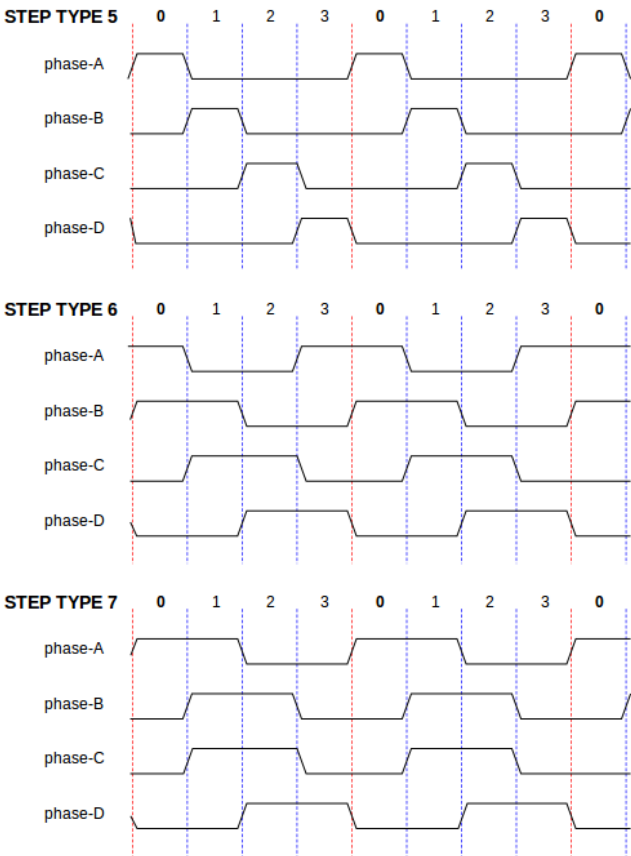 STEP TYPE 5 0 1 2 3 0 1 2 3 0
phase-A
phase-B
phase-C
phase-D
STEP TYPE 6 0 1 2 3 0 1 2 3 0
phase-A
phase-B
phase-C
phase-D
STEP TYPE 7 0 1 2 3 0 1 2 3 0
phase-A
phase-B
phase-C
phase-D